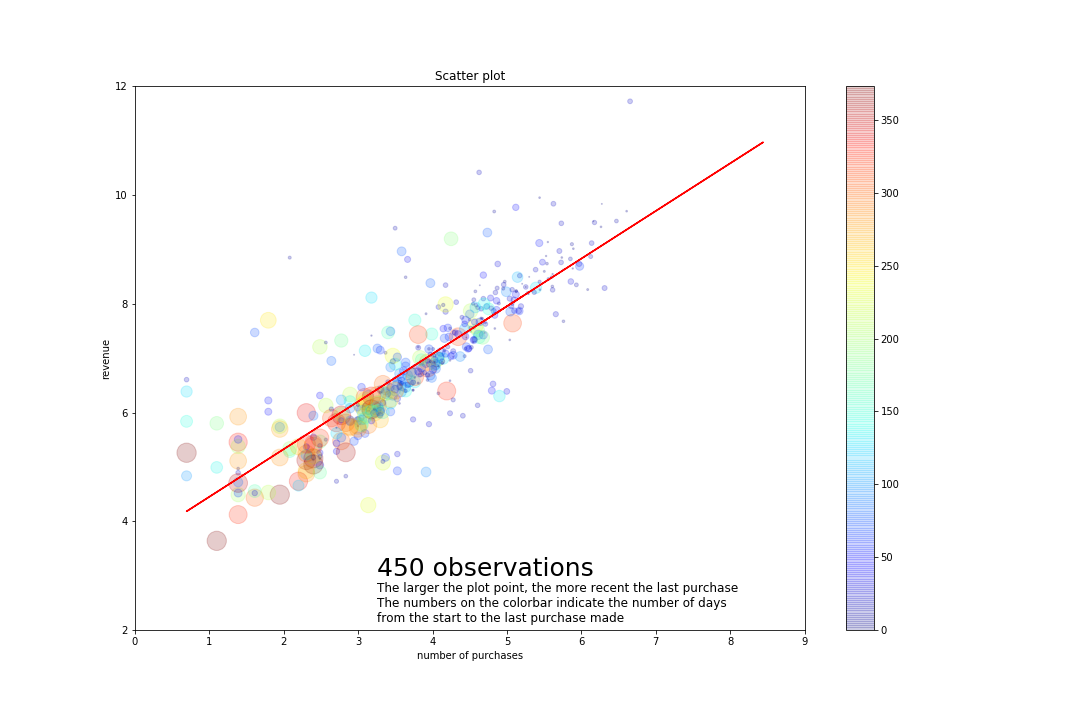 Scatter plot
12
10
8
6
4
2
revenue
0 1 2 3 4 5 6 7 8 9
number of purchases
450 observations
The larger the plot point, the more recent the last purchase
The numbers on the colorbar indicate the number of days
from the start to the last purchase made
350
300
250
200
150
100
50
0